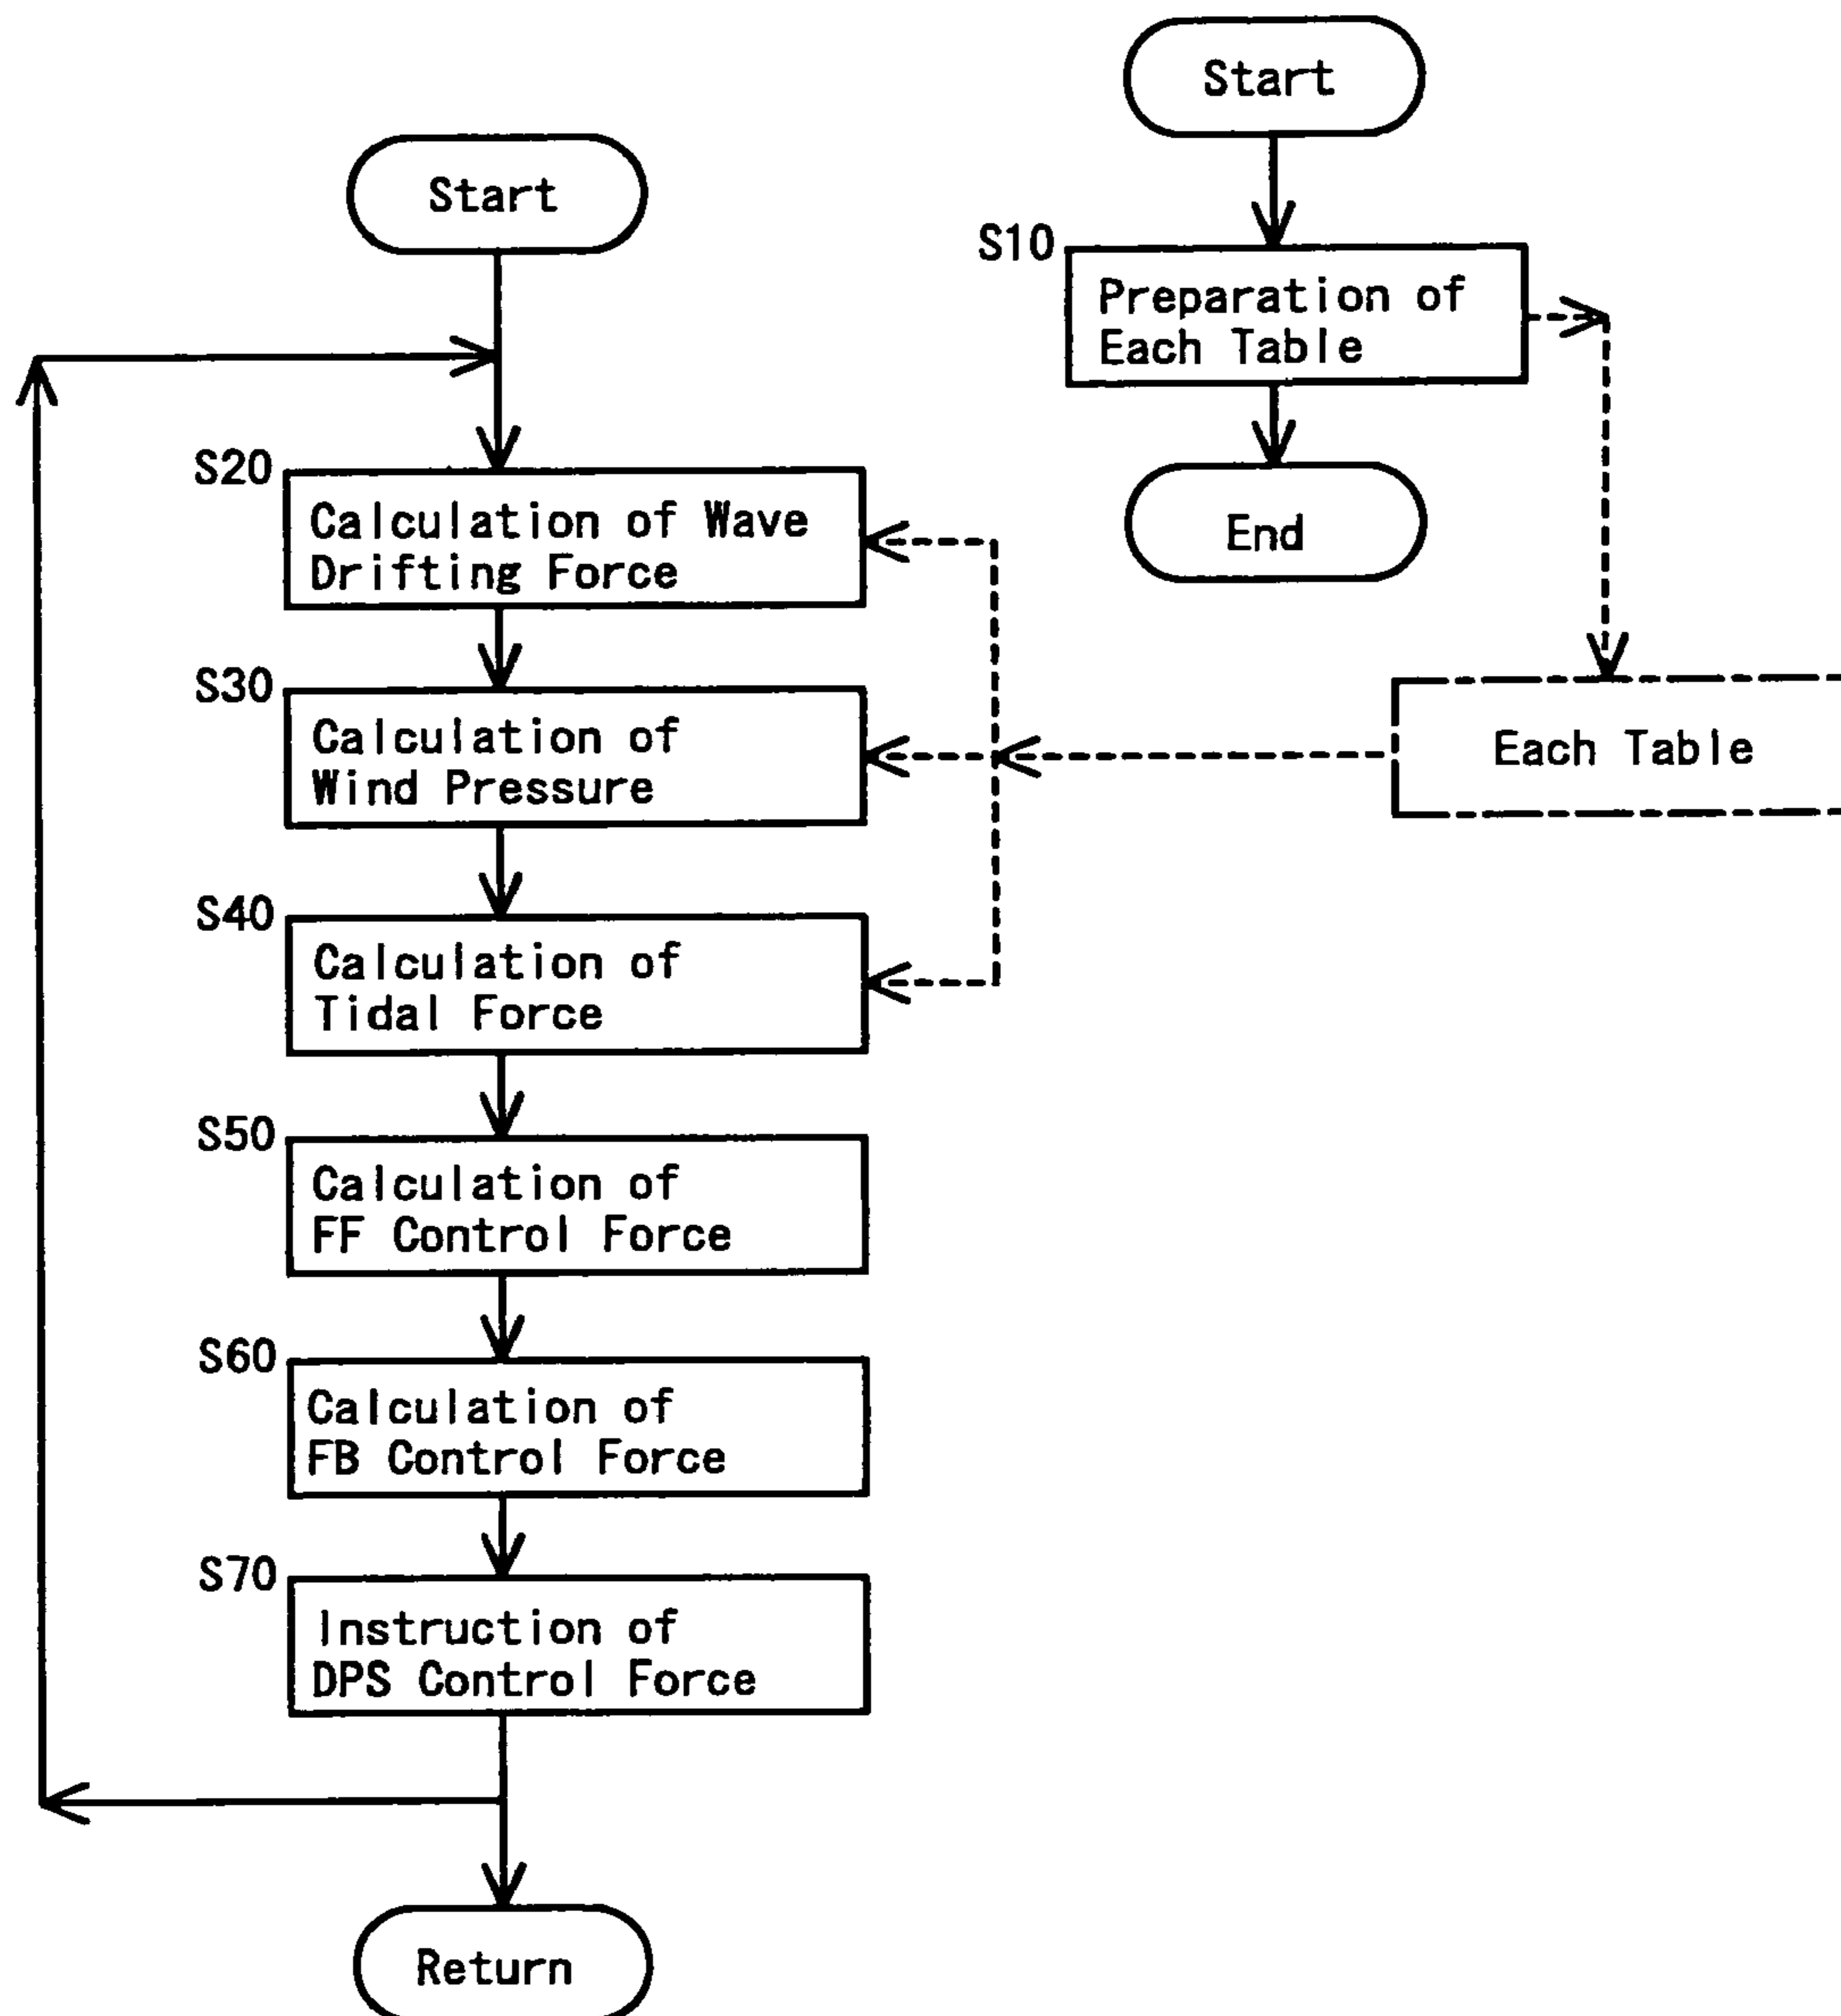 Start
S20
Calculation of Wave
Drifting Force
S30
Calculation of
Wind Pressure
S40
Calculation of
Tidal Force
S50
Calculation of
FF Control Force
S60
Calculation of
FB Control Force
S70
Instruction of
DPS Control Force
Return
Start
S10
Preparation of
Each Table
End
Each Table